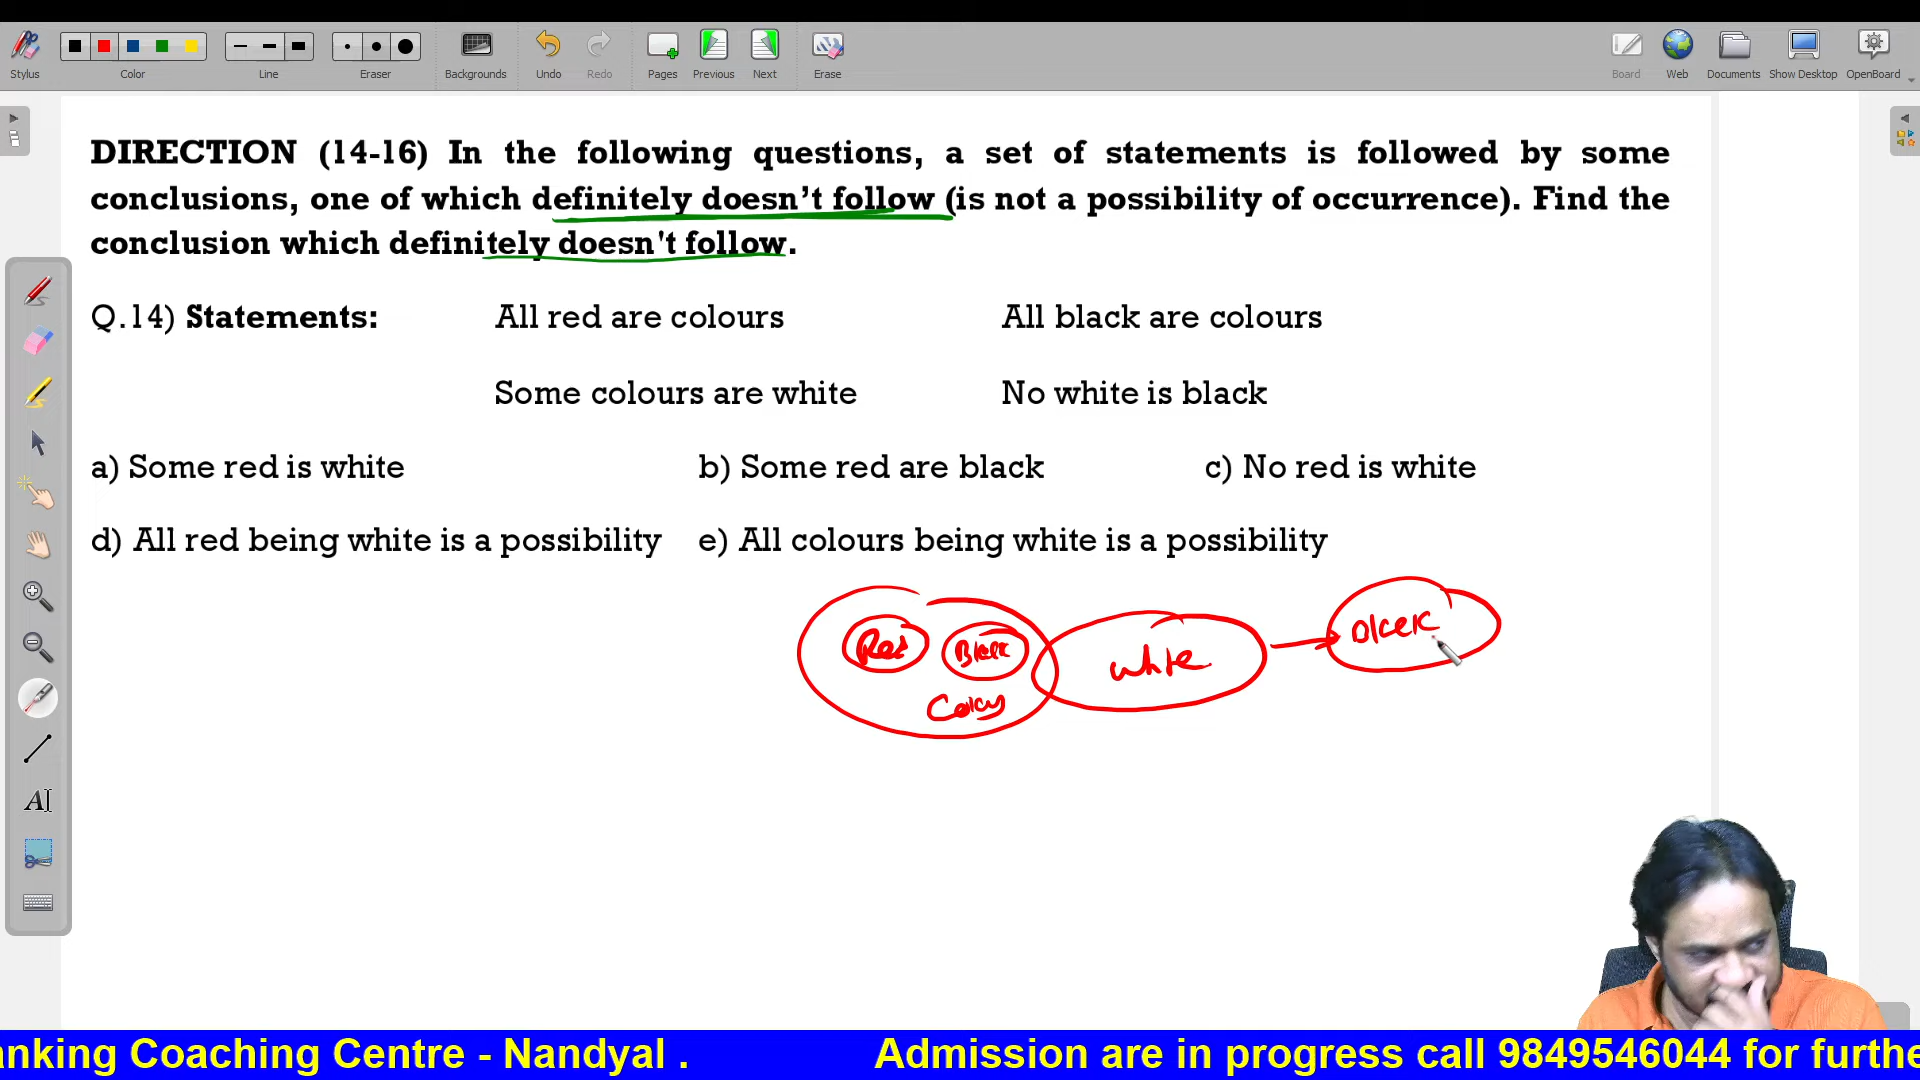 Stylus Color Line Eraser Backgrounds Undo Redo Pages Previous Next Erase Board Web Documents Show Desktop OpenBoard
DIRECTION (14-16) In the following questions, a set of statements is followed by some
conclusions, one of which definitely doesn’t follow (is not a possibility of occurrence). Find the
conclusion which definitely doesn't follow.
Q.14) Statements: All red are colours All black are colours
Some colours are white No white is black
a) Some red is white b) Some red are black c) No red is white
d) All red being white is a possibility e) All colours being white is a possibility
Red Black white
anking Coaching Centre - Nandyal . Admission are in progress call 9849546044 for furthe